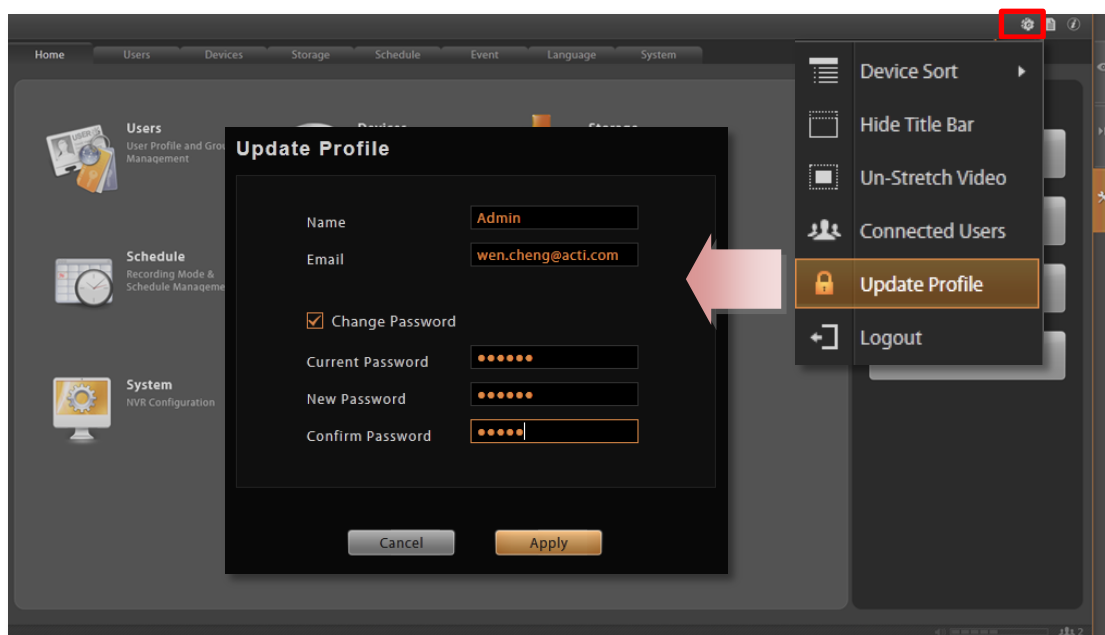 Home Users Devices Storage Schedule Event Language System
Users
User Profile and Grou
Management
Schedule
Recording Mode &
Schedule Manageme
System
NVR Configuration
Update Profile
Name Admin
Email wen.cheng@acti.com
Change Password
Current Password ●●●●●●
New Password ●●●●●●
Confirm Password ●●●●●
Cancel Apply
Device Sort
Hide Title Bar
Un-Stretch Video
Connected Users
Update Profile
Logout
2